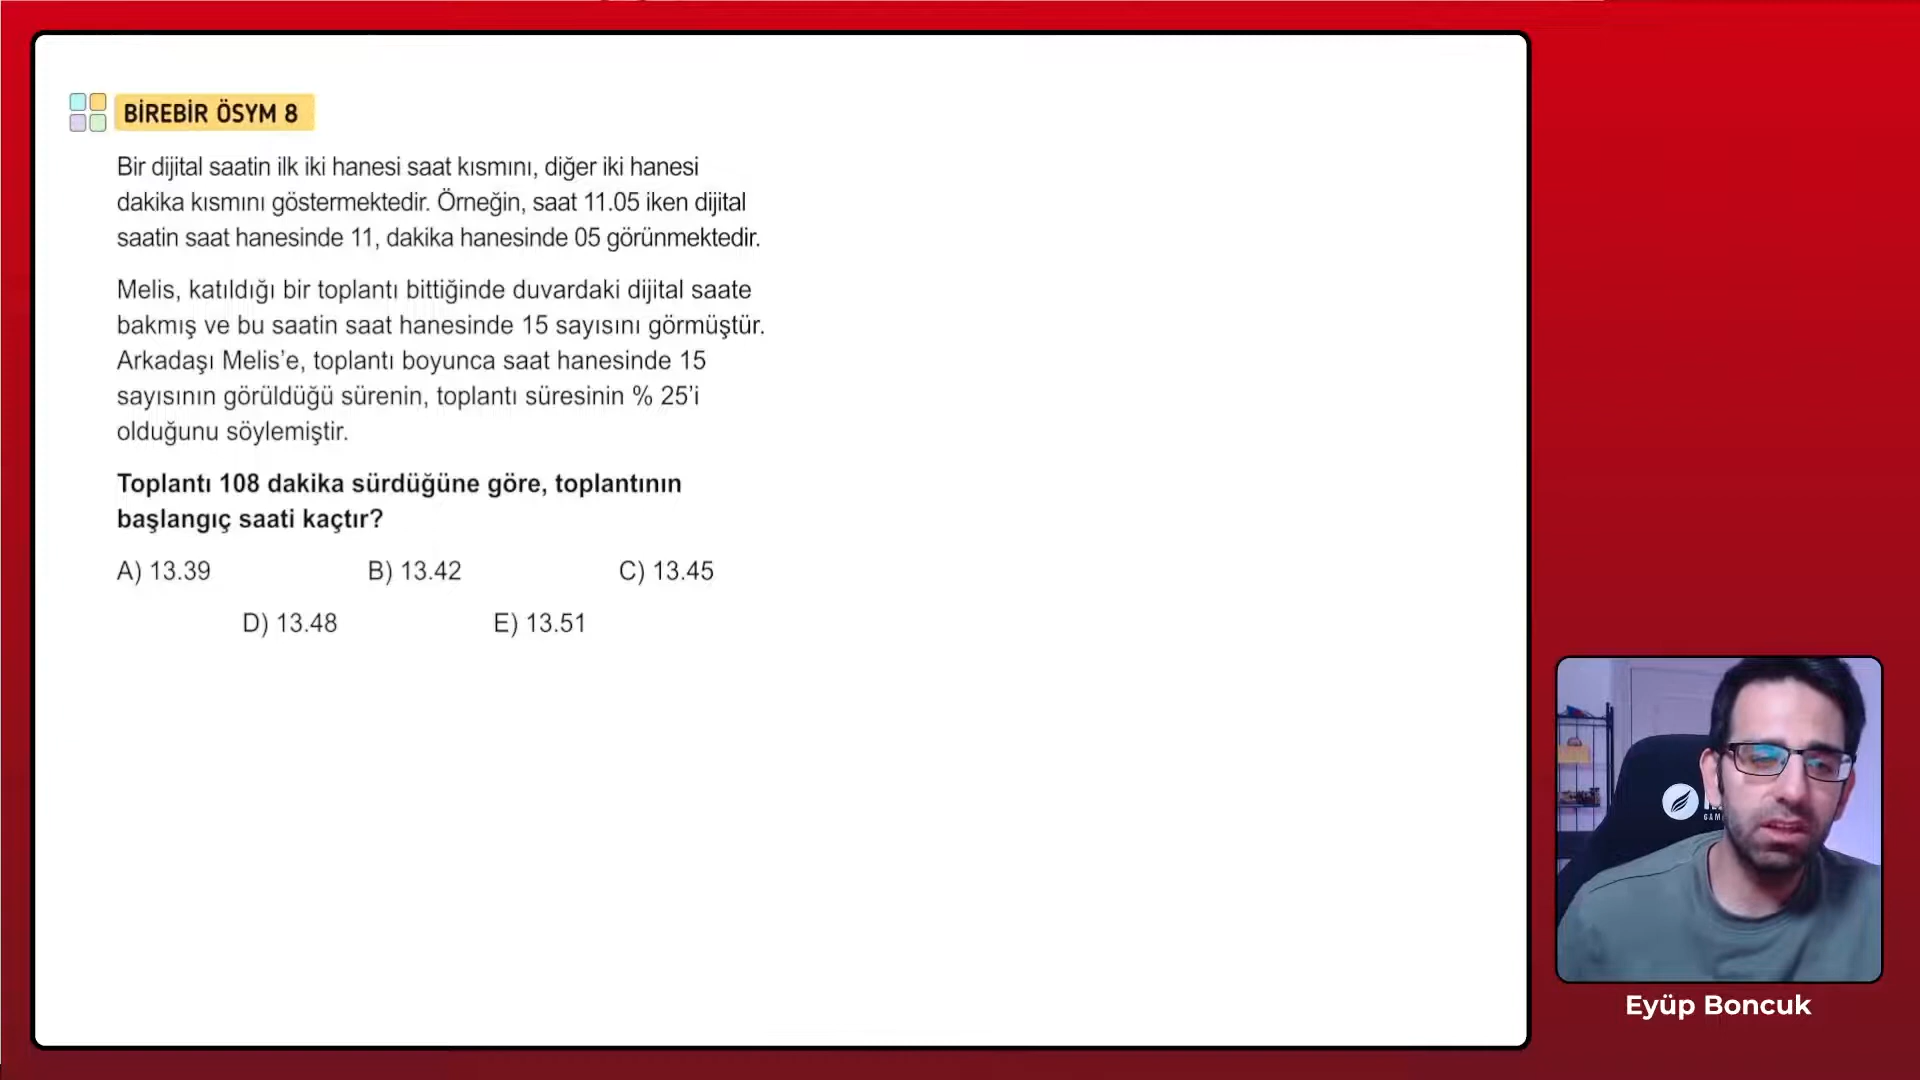 BİREBİR ÖSYM 8
Bir dijital saatin ilk iki hanesi saat kısmını, diğer iki hanesi
dakika kısmını göstermektedir. Örneğin, saat 11.05 iken dijital
saatin saat hanesinde 11, dakika hanesinde 05 görünmektedir.
Melis, katıldığı bir toplantı bittiğinde duvardaki dijital saate
bakmış ve bu saatin saat hanesinde 15 sayısını görmüştür.
Arkadaşı Melis’e, toplantı boyunca saat hanesinde 15
sayısının görüldüğü sürenin, toplantı süresinin % 25’i
olduğunu söylemiştir.
Toplantı 108 dakika sürdüğüne göre, toplantının
başlangıç saati kaçtır?
A) 13.39 B) 13.42 C) 13.45
D) 13.48 E) 13.51
Eyüp Boncuk